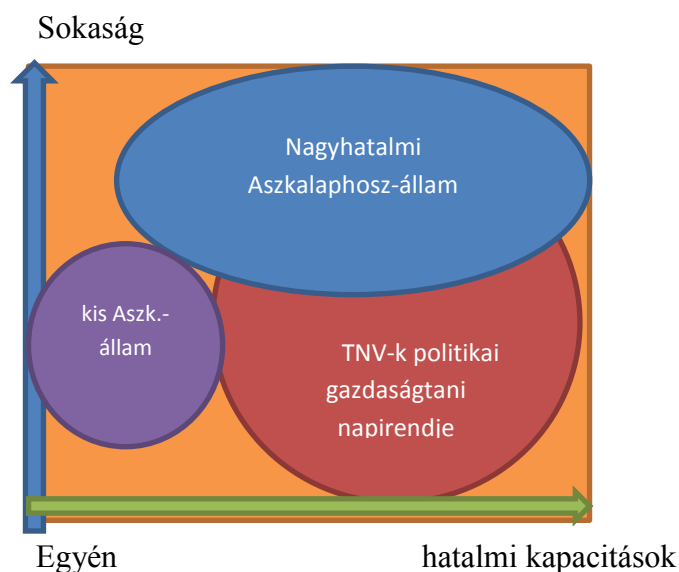 Sokaság
Nagyhatalmi
Aszkalaphosz-állam
kis Aszk.-
állam
TNV-k politikai
gazdaságtani
napirendje
Egyén
hatalmi kapacitások